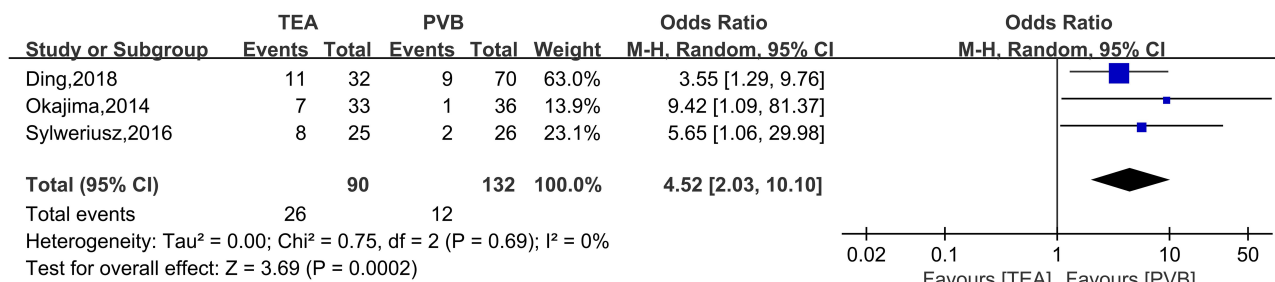 TEA PVB Odds Ratio Odds Ratio
Study or Subgroup Events Total Events Total Weight M-H, Random, 95% CI M-H, Random, 95% CI
Ding,2018 11 32 9 70 63.0% 3.55 [1.29, 9.76]
Okajima,2014 7 33 1 36 13.9% 9.42 [1.09, 81.37]
Sylweriusz,2016 8 25 2 26 23.1% 5.65 [1.06, 29.98]
Total (95% CI) 90 132 100.0% 4.52 [2.03, 10.10]
Total events 26 12
Heterogeneity: Tau² = 0.00; Chi² = 0.75, df = 2 (P = 0.69); I² = 0%
Test for overall effect: Z = 3.69 (P = 0.0002)
0.02 0.1 1 10 50
Favours [TEA] Favours [PVB]